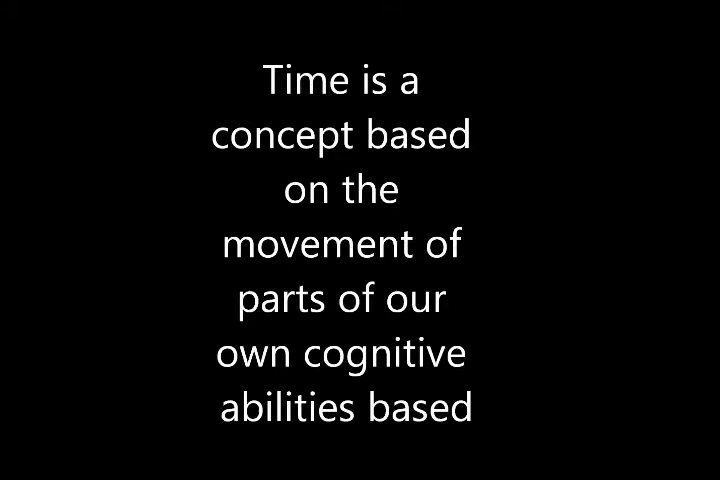 Time is a
concept based
on the
movement of
parts of our
own cognitive
abilities based